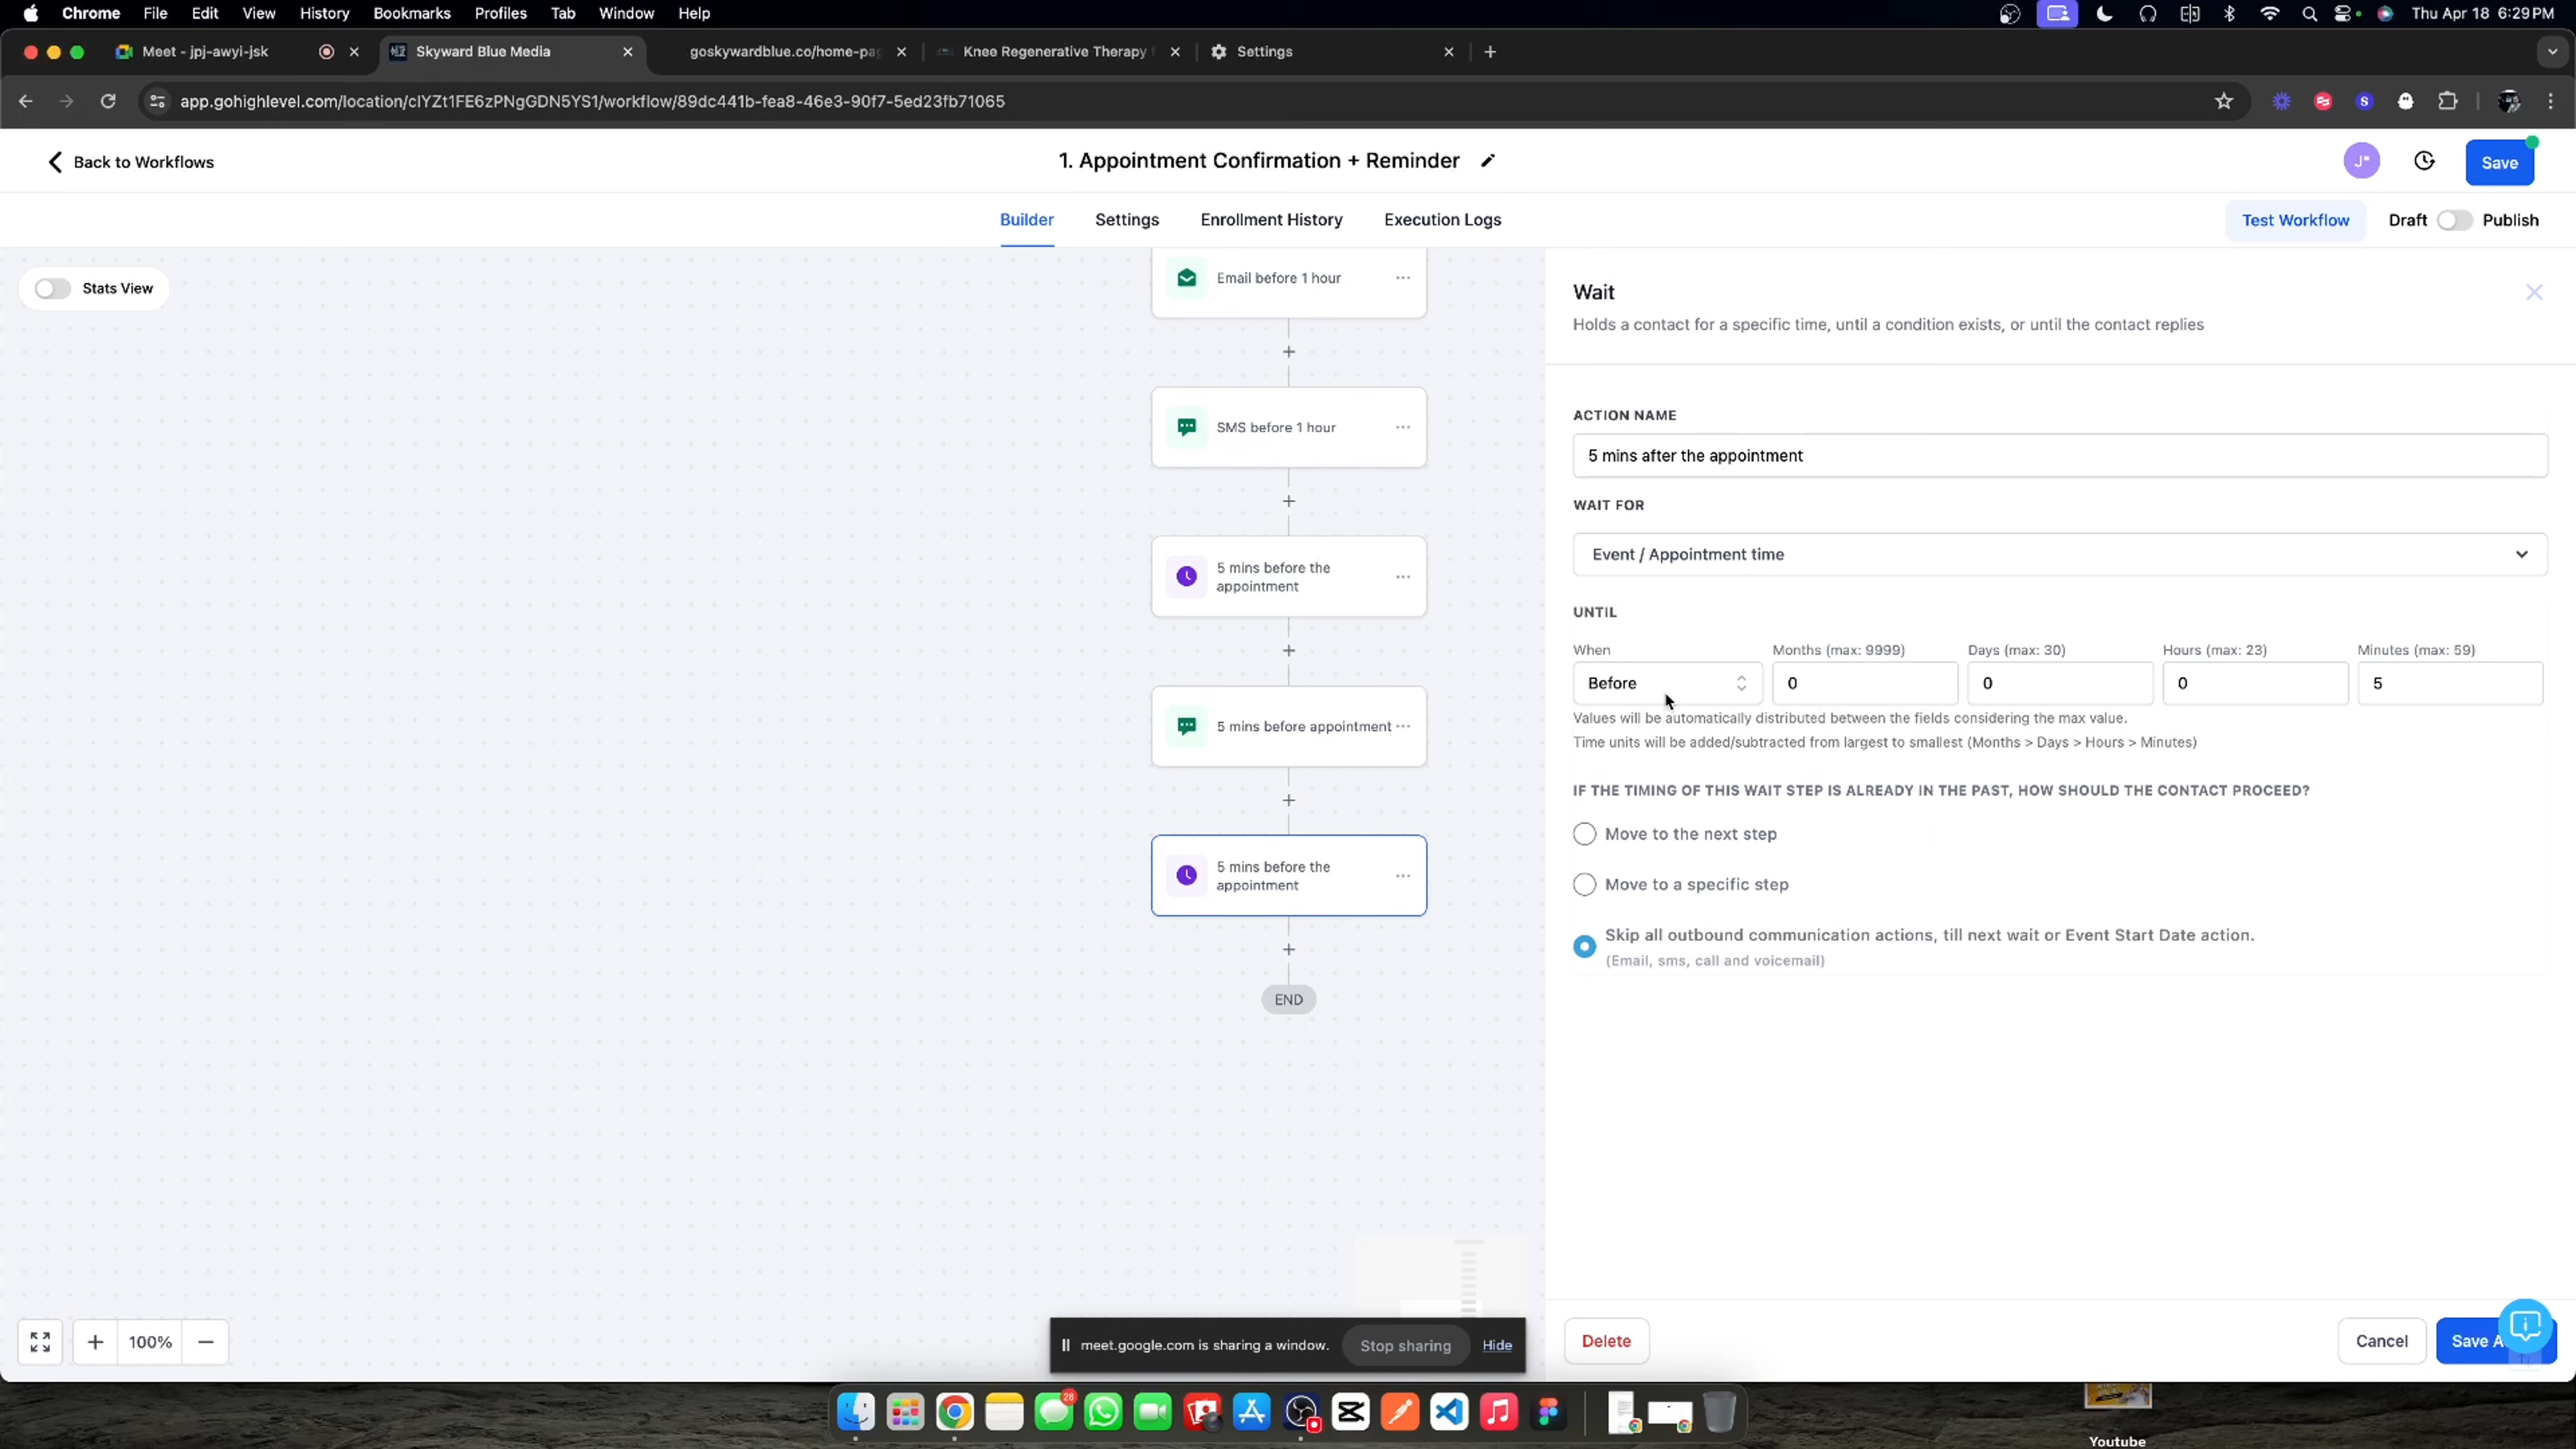 Chrome File Edit View History Bookmarks Profiles Tab Window Help Thu Apr 18 6:29 PM
Meet - jpj-awyi-jsk Skyward Blue Media goskywardblue.co/home-pag Knee Regenerative Therapy Settings
app.gohighlevel.com/location/cIYZt1FE6zPNgGDN5YS1/workflow/89dc441b-fea8-46e3-90f7-5ed23fb71065
Back to Workflows 1. Appointment Confirmation + Reminder Save
Builder Settings Enrollment History Execution Logs Test Workflow Draft Publish
Stats View
Email before 1 hour
SMS before 1 hour
5 mins before the
appointment
5 mins before appointment
5 mins before the
appointment
END
100%
Wait
Holds a contact for a specific time, until a condition exists, or until the contact replies
ACTION NAME
5 mins after the appointment
WAIT FOR
Event / Appointment time
UNTIL
When Months (max: 9999) Days (max: 30) Hours (max: 23) Minutes (max: 59)
Before 0 0 0 5
Values will be automatically distributed between the fields considering the max value.
Time units will be added/subtracted from largest to smallest (Months > Days > Hours > Minutes)
IF THE TIMING OF THIS WAIT STEP IS ALREADY IN THE PAST, HOW SHOULD THE CONTACT PROCEED?
Move to the next step
Move to a specific step
Skip all outbound communication actions, till next wait or Event Start Date action.
(Email, sms, call and voicemail)
Delete Cancel Save A
meet.google.com is sharing a window. Stop sharing Hide
28
Youtube